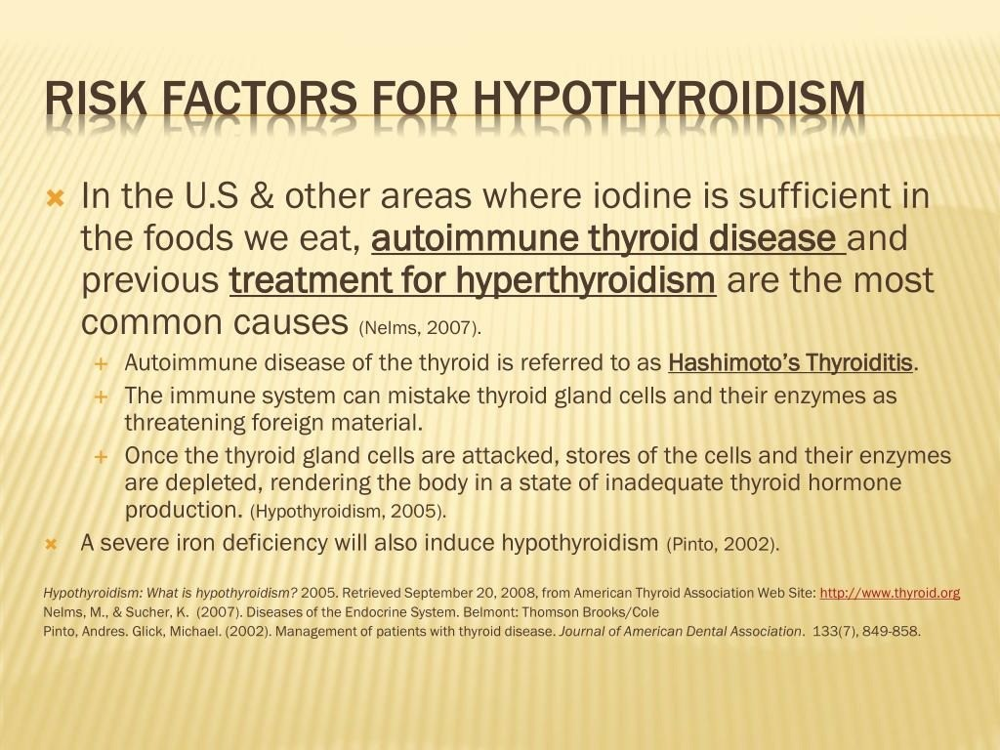 RISK FACTORS FOR HYPOTHYROIDISM
In the U.S & other areas where iodine is sufficient in
the foods we eat, autoimmune thyroid disease and
previous treatment for hyperthyroidism are the most
common causes (Nelms, 2007).
Autoimmune disease of the thyroid is referred to as Hashimoto's Thyroiditis.
The immune system can mistake thyroid gland cells and their enzymes as
threatening foreign material.
Once the thyroid gland cells are attacked, stores of the cells and their enzymes
are depleted, rendering the body in a state of inadequate thyroid hormone
production. (Hypothyroidism, 2005).
A severe iron deficiency will also induce hypothyroidism (Pinto, 2002).
Hypothyroidism: What is hypothyroidism? 2005. Retrieved September 20, 2008, from American Thyroid Association Web Site: http://www.thyroid.org
Nelms, M., & Sucher, K. (2007). Diseases of the Endocrine System. Belmont: Thomson Brooks/Cole
Pinto, Andres. Glick, Michael. (2002). Management of patients with thyroid disease. Journal of American Dental Association. 133(7), 849-858.